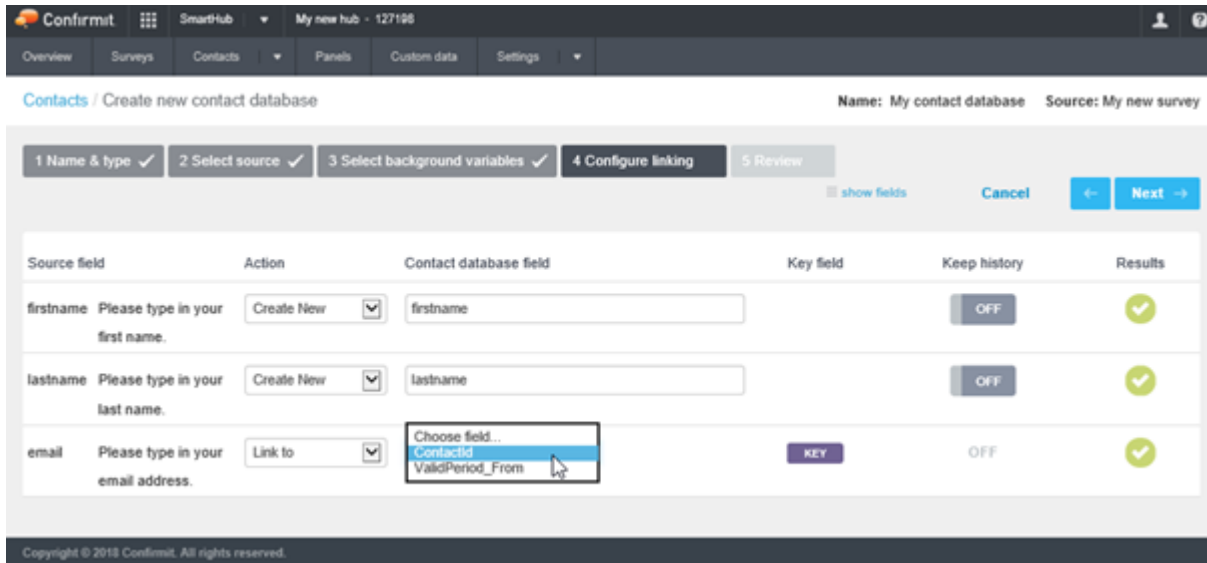 Confirmit SmartHub My new hub - 127198
Overview Surveys Contacts Panels Custom data Settings
Contacts / Create new contact database Name: My contact database Source: My new survey
1 Name & type 2 Select source 3 Select background variables 4 Configure linking 5 Review
show fields Cancel ← Next →
Source field Action Contact database field Key field Keep history Results
firstname Please type in your Create New firstname OFF
first name.
lastname Please type in your Create New lastname OFF
last name.
Choose field...
email Please type in your Link to ContactId KEY OFF
ValidPeriod_From
email address.
Copyright © 2018 Confirmit. All rights reserved.